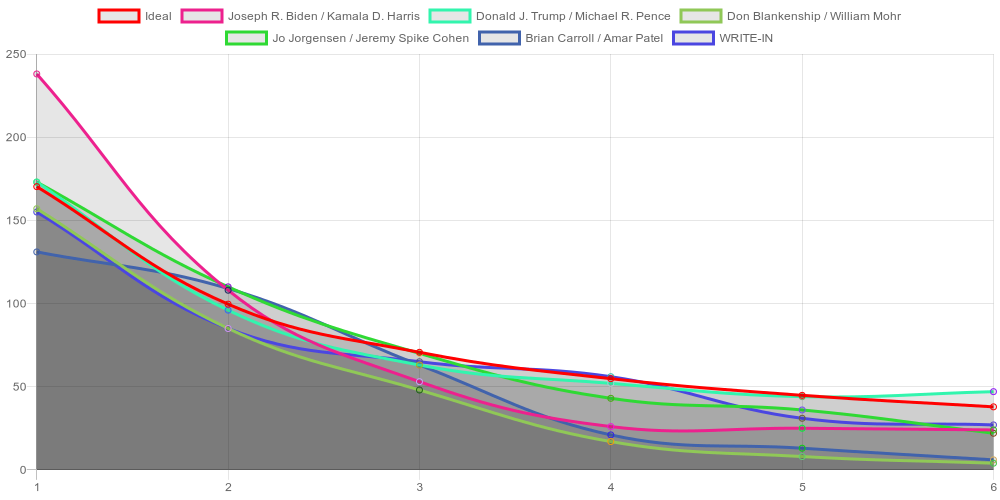 Ideal Joseph R. Biden / Kamala D. Harris Donald J. Trump / Michael R. Pence Don Blankenship / William Mohr
Jo Jorgensen / Jeremy Spike Cohen Brian Carroll / Amar Patel WRITE-IN
250
200
150
100
50
0
1 2 3 4 5 6